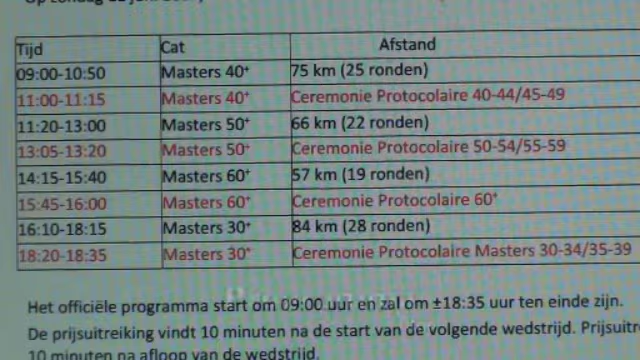 Tijd Cat Afstand
09:00-10:50 Masters 40+ 75 km (25 ronden)
11:00-11:15 Masters 40+ Ceremonie Protocolaire 40-44/45-49
11:20-13:00 Masters 50+ 66 km (22 ronden)
13:05-13:20 Masters 50+ Ceremonie Protocolaire 50-54/55-59
14:15-15:40 Masters 60+ 57 km (19 ronden)
15:45-16:00 Masters 60+ Ceremonie Protocolaire 60+
16:10-18:15 Masters 30+ 84 km (28 ronden)
18:20-18:35 Masters 30+ Ceremonie Protocolaire Masters 30-34/35-39
Het officiële programma start om 09:00 uur en zal om ±18:35 uur ten einde zijn.
De prijsuitreiking vindt 10 minuten na de start van de volgende wedstrijd. Prijsuitre
10 minuten na afloop van de wedstrijd.